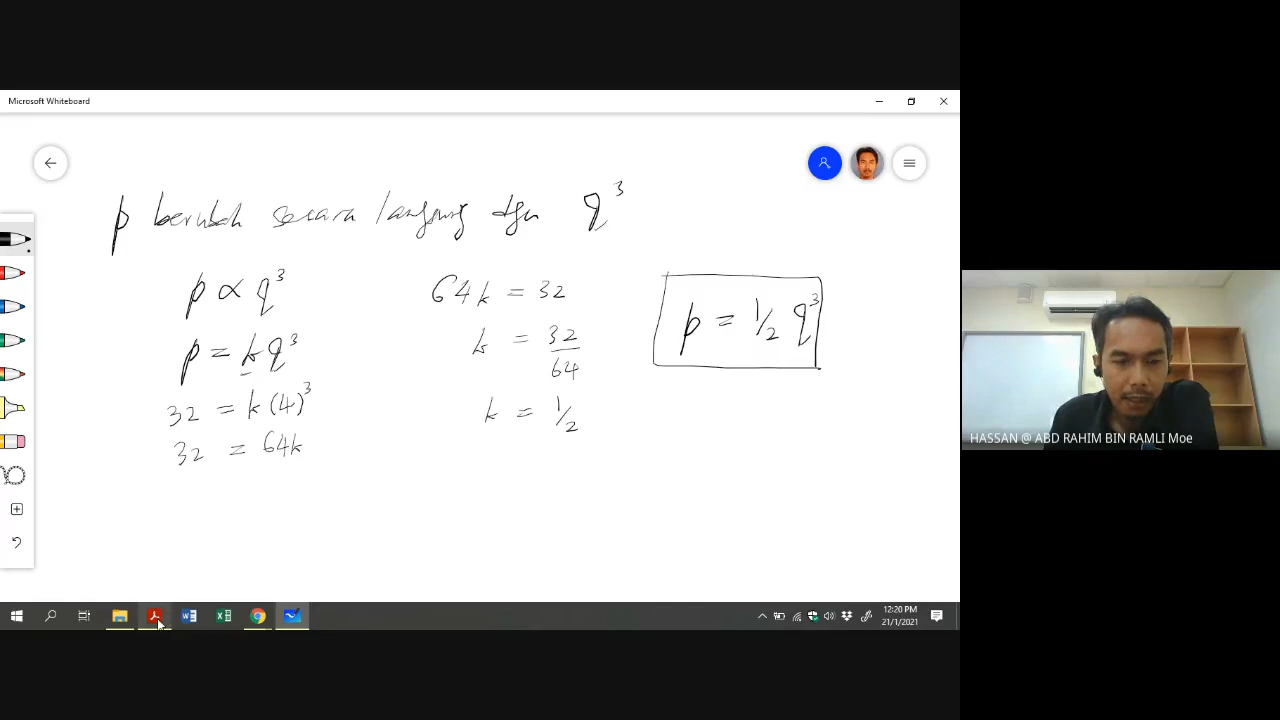 Microsoft Whiteboard
p berubah secara langsung dgn q³
p ∝ q³
p = kq³
32 = k(4)³
32 = 64k
64k = 32
k = 32/64
k = 1/2
p = 1/2 q³
HASSAN @ ABD RAHIM BIN RAMLI Moe
12:20 PM
21/1/2021